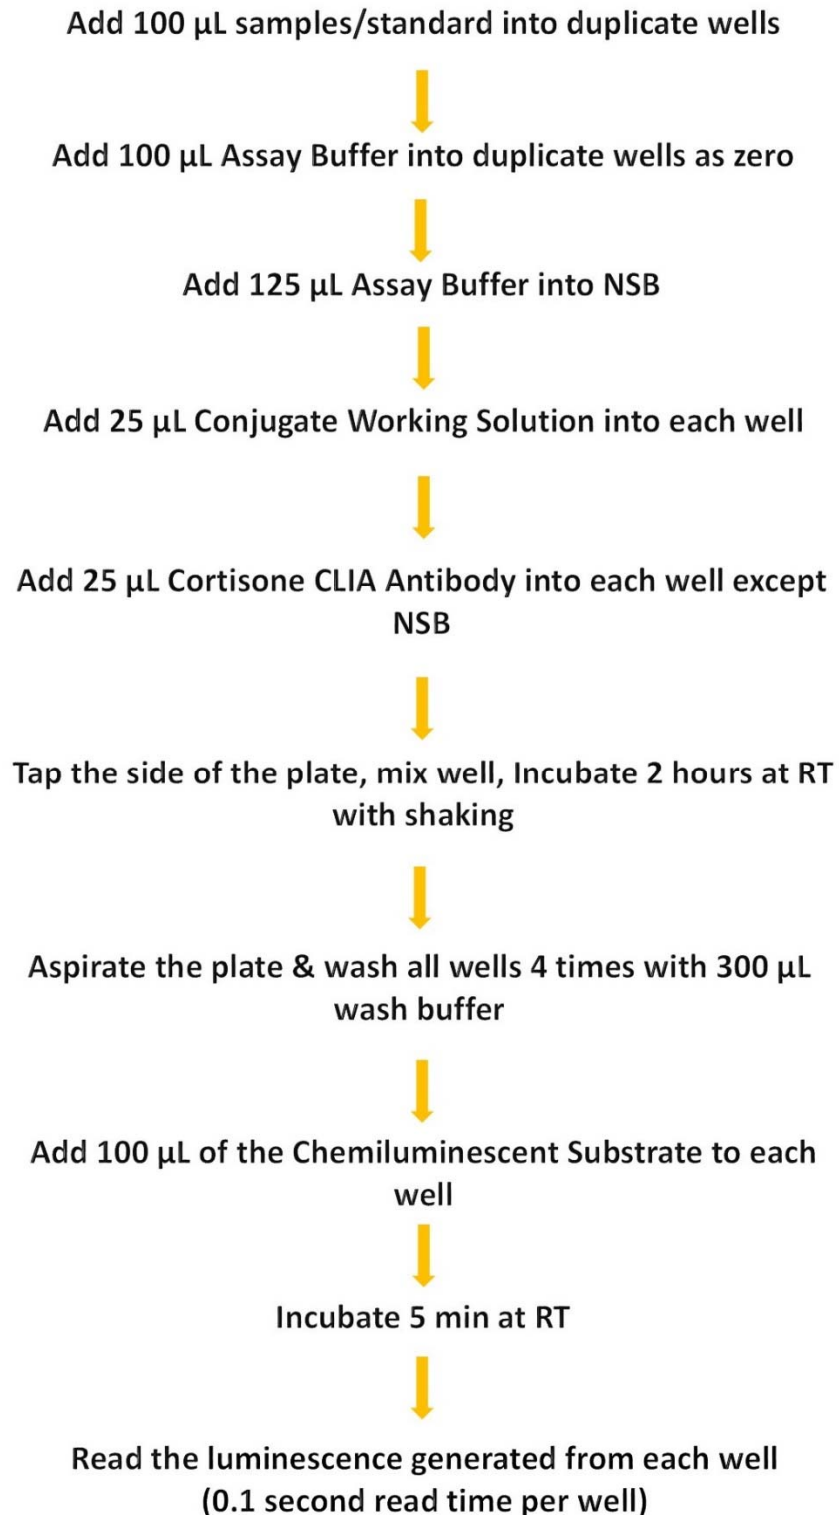 Add 100 µL samples/standard into duplicate wells
Add 100 µL Assay Buffer into duplicate wells as zero
Add 125 µL Assay Buffer into NSB
Add 25 µL Conjugate Working Solution into each well
Add 25 µL Cortisone CLIA Antibody into each well except
NSB
Tap the side of the plate, mix well, Incubate 2 hours at RT
with shaking
Aspirate the plate & wash all wells 4 times with 300 µL
wash buffer
Add 100 µL of the Chemiluminescent Substrate to each
well
Incubate 5 min at RT
Read the luminescence generated from each well
(0.1 second read time per well)